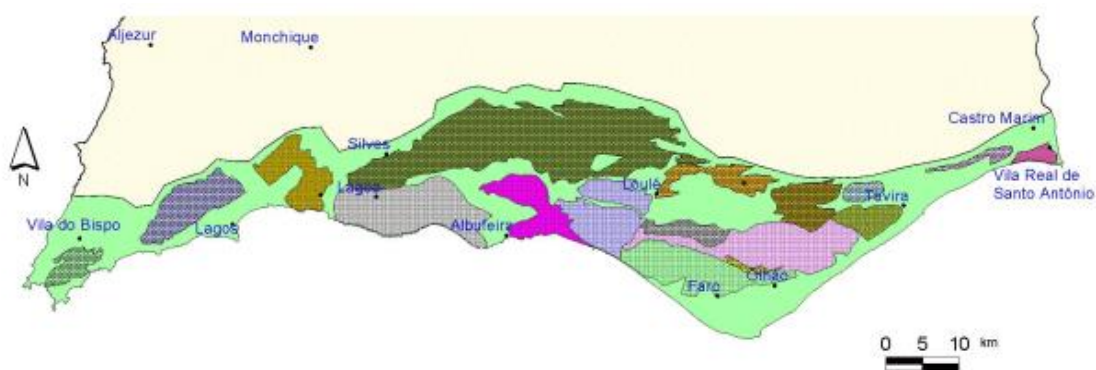 Aljezur
Monchique
Castro Marim
Silves
N
Vila Real de
Santo António
Loulé
Lagoa
Tavira
Vila do Bispo
Lagos
Albufeira
Olhão
Faro
0 5 10 km